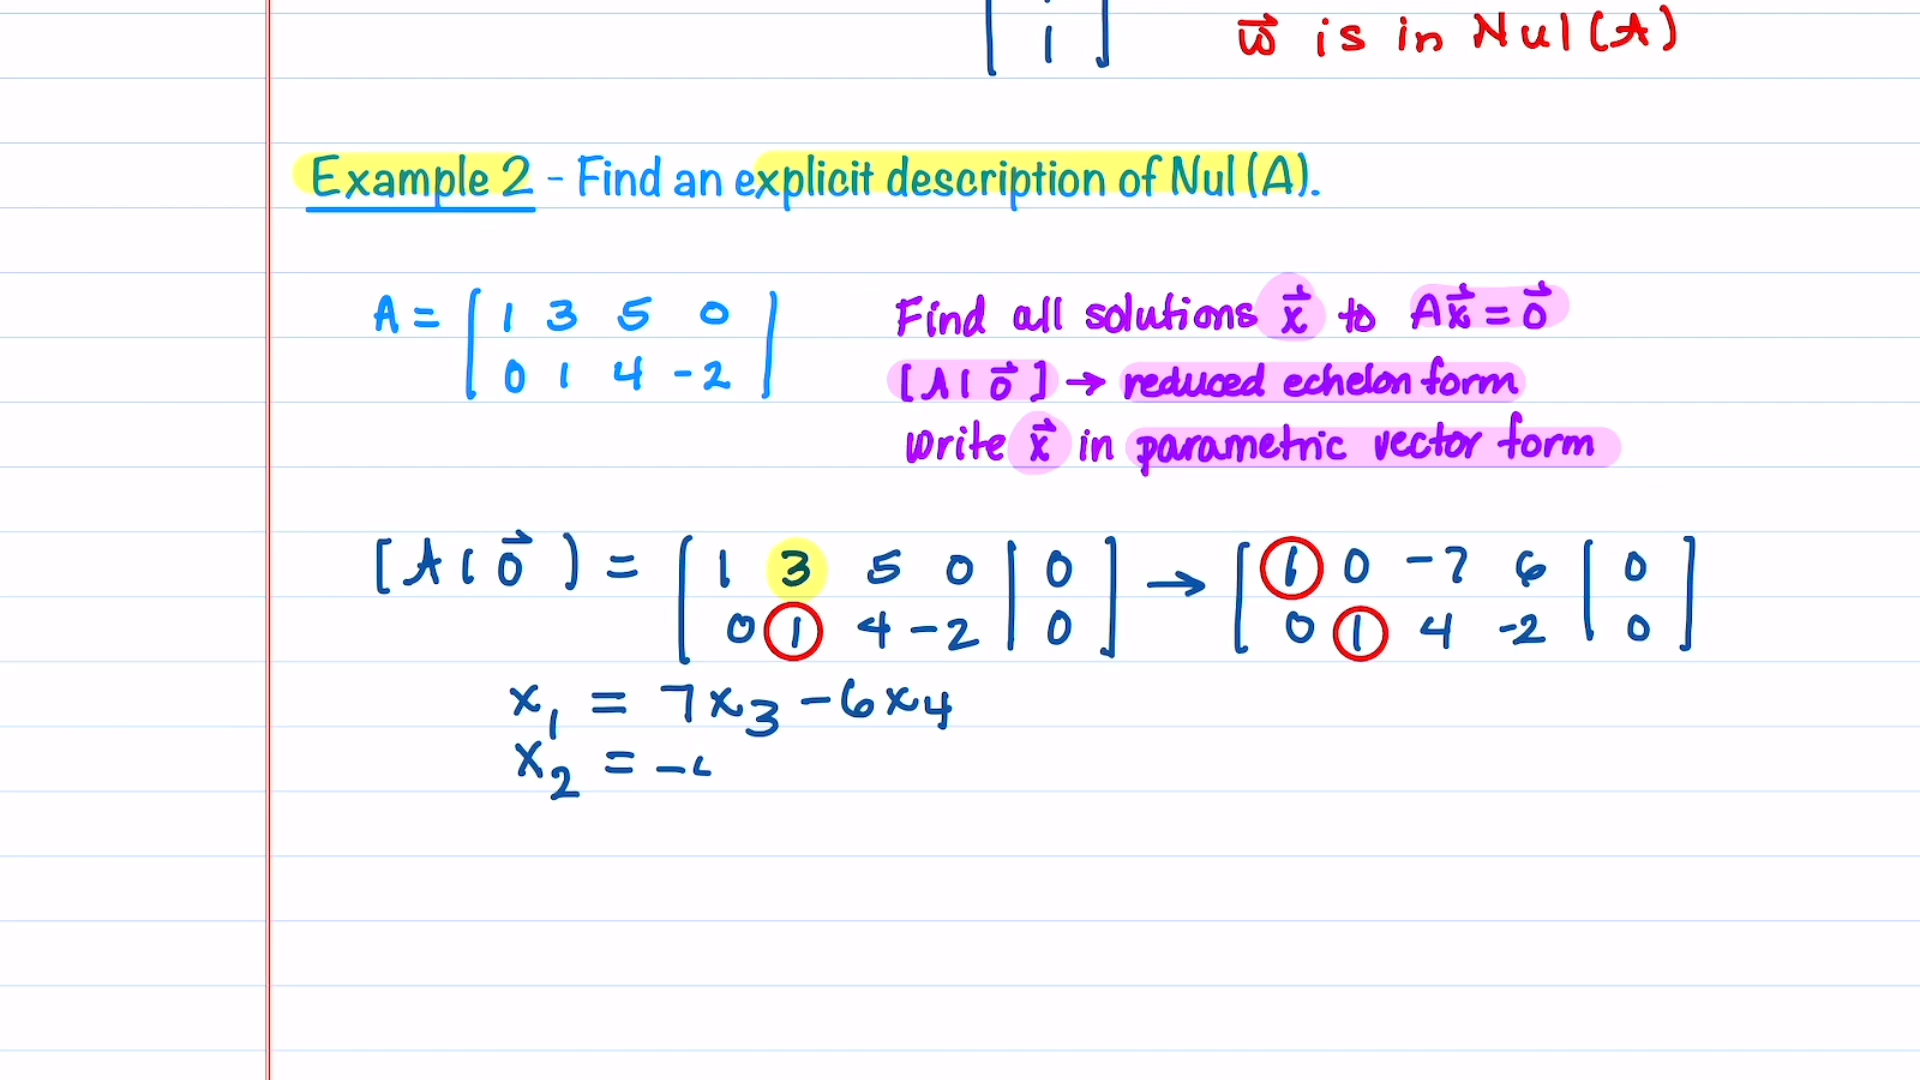 [ 1 ] w⃗ is in Nul(A)
Example 2 - Find an explicit description of Nul(A).
A = [ 1 3 5 0
0 1 4 -2 ]
Find all solutions x⃗ to Ax⃗ = 0⃗
[A | 0⃗ ] → reduced echelon form
Write x⃗ in parametric vector form
[A | 0⃗ ] = [ 1 3 5 0 | 0 ] → [ 1 0 -7 6 | 0 ]
[ 0 1 4 -2 | 0 ] [ 0 1 4 -2 | 0 ]
x₁ = 7x₃ - 6x₄
x₂ = -